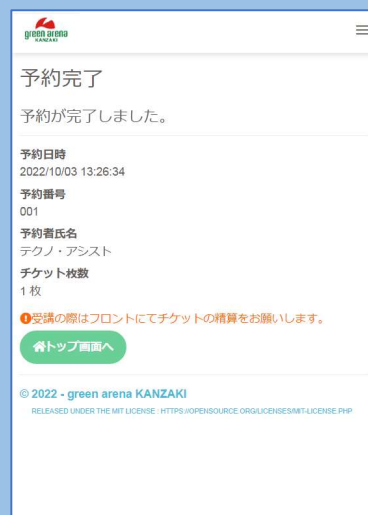 green arena
KANZAKI
予約完了
予約が完了しました。
予約日時
2022/10/03 13:26:34
予約番号
001
予約者氏名
テクノ・アシスト
チケット枚数
1 枚
受講の際はフロントにてチケットの精算をお願いします。
トップ画面へ
© 2022 - green arena KANZAKI
RELEASED UNDER THE MIT LICENSE : HTTPS://OPENSOURCE.ORG/LICENSES/MIT-LICENSE.PHP